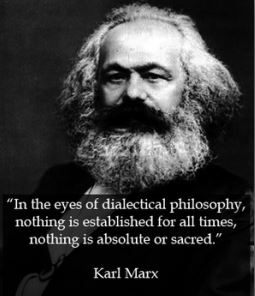 “In the eyes of dialectical philosophy,
nothing is established for all times,
nothing is absolute or sacred.”
Karl Marx